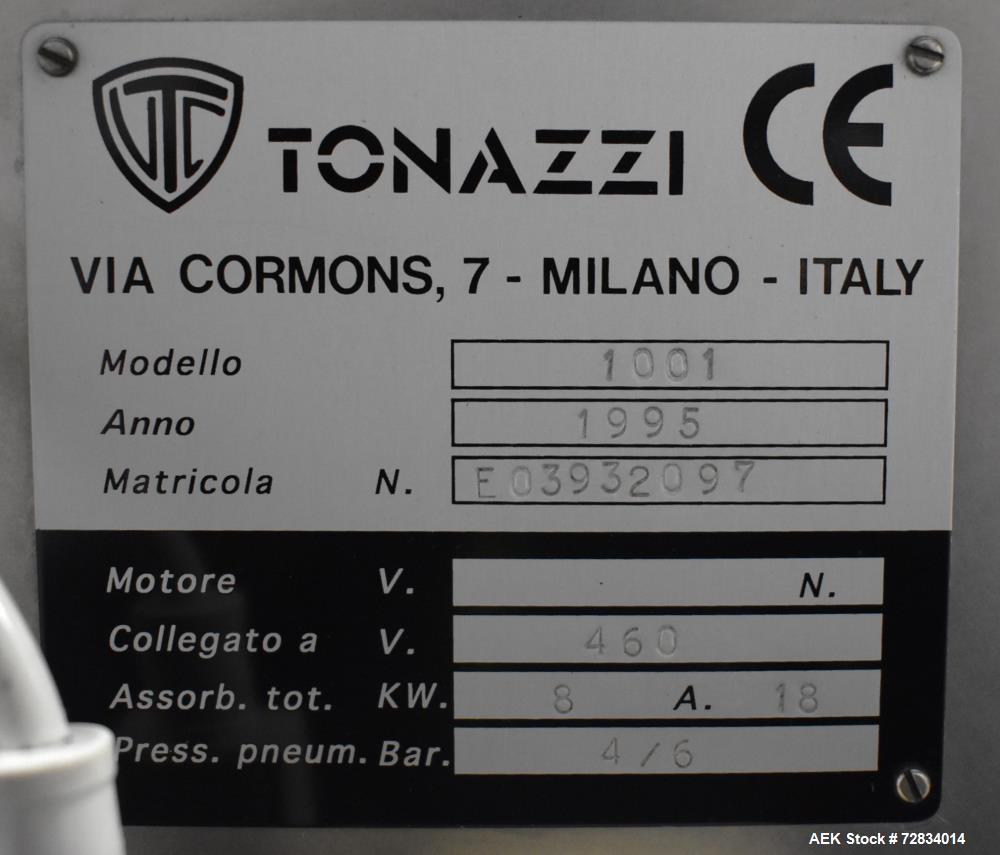 UTC TONAZZI CE
VIA CORMONS, 7 - MILANO - ITALY
Modello 1001
Anno 1995
Matricola N. E03932097
Motore V. N.
Collegato a V. 460
Assorb. tot. KW. 8 A. 18
Press. pneum. Bar. 4/6
AEK Stock # 72834014